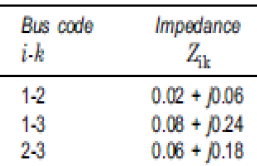 Bus code Impedance
i-k Zik
1-2 0.02 + j0.06
1-3 0.08 + j0.24
2-3 0.06 + j0.18